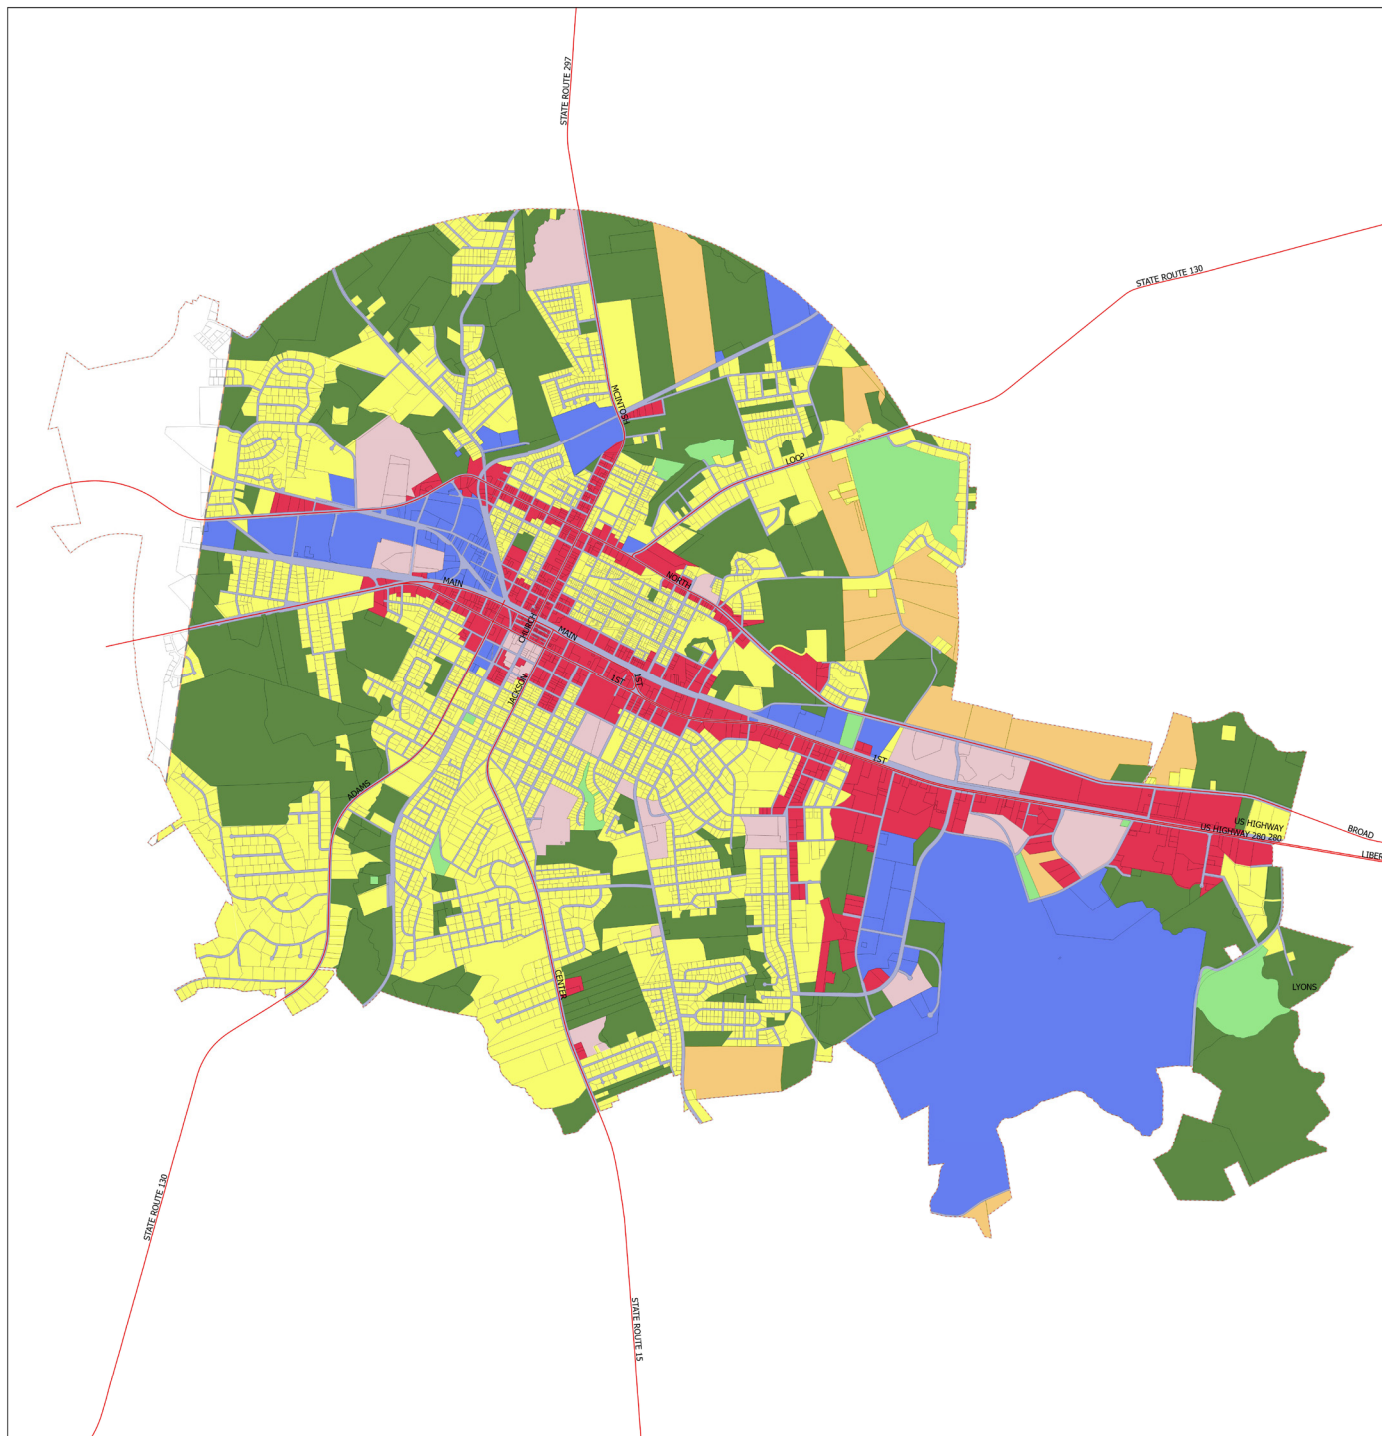 STATE ROUTE 297
STATE ROUTE 130
MCINTOSH
LOOP
NORTH
MAIN
CHURCH
MAIN
1ST
1ST
JACKSON
1ST
ADAMS
US HIGHWAY
US HIGHWAY 280 280
BROAD
LIBER
CENTER
LYONS
STATE ROUTE 130
STATE ROUTE 15